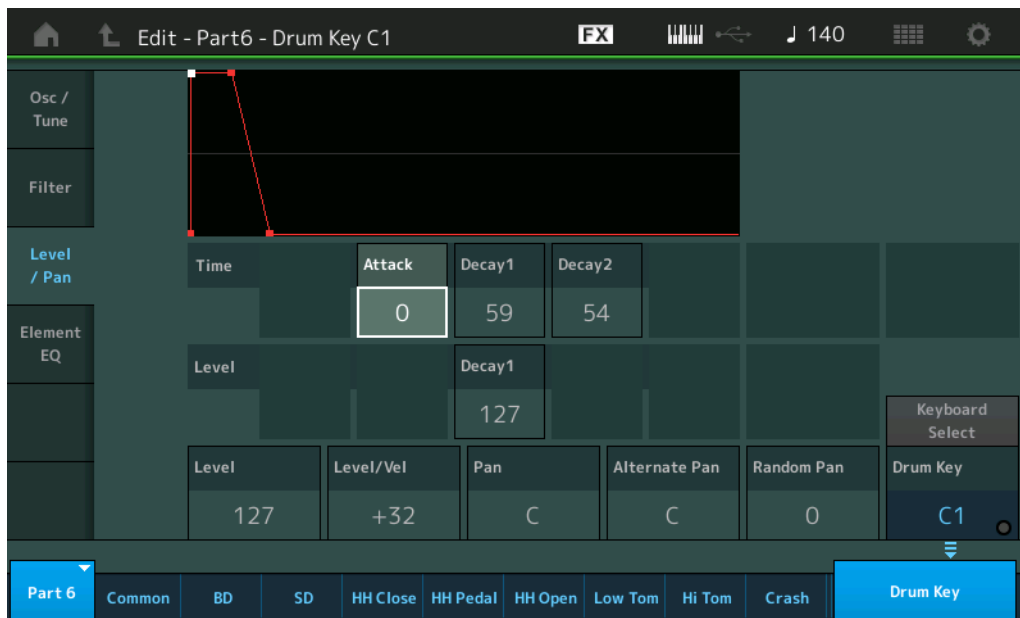 Edit - Part6 - Drum Key C1 FX ♩ 140
Osc /
Tune
Filter
Level
/ Pan
Element
EQ
Time Attack Decay1 Decay2
0 59 54
Level Decay1
127
Keyboard
Select
Level Level/Vel Pan Alternate Pan Random Pan Drum Key
127 +32 C C 0 C1
Part 6 Common BD SD HH Close HH Pedal HH Open Low Tom Hi Tom Crash Drum Key